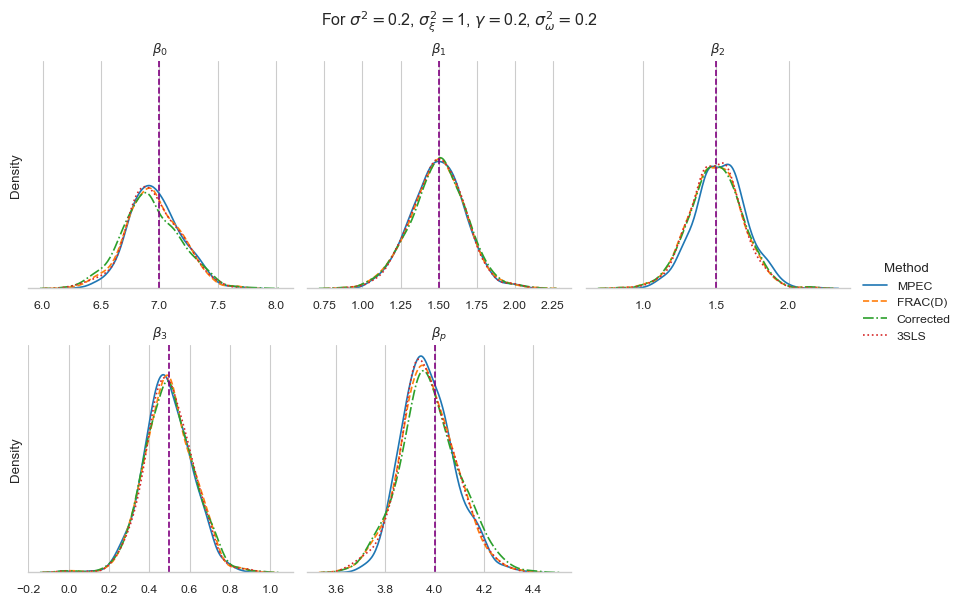 For σ² = 0.2, σ_ξ² = 1, γ = 0.2, σ_ω² = 0.2
β₀
β₁
β₂
Density
6.0 6.5 7.0 7.5 8.0
0.75 1.00 1.25 1.50 1.75 2.00 2.25
1.0 1.5 2.0
Method
MPEC
FRAC(D)
Corrected
3SLS
β₃
βₚ
Density
−0.2 0.0 0.2 0.4 0.6 0.8 1.0
3.6 3.8 4.0 4.2 4.4